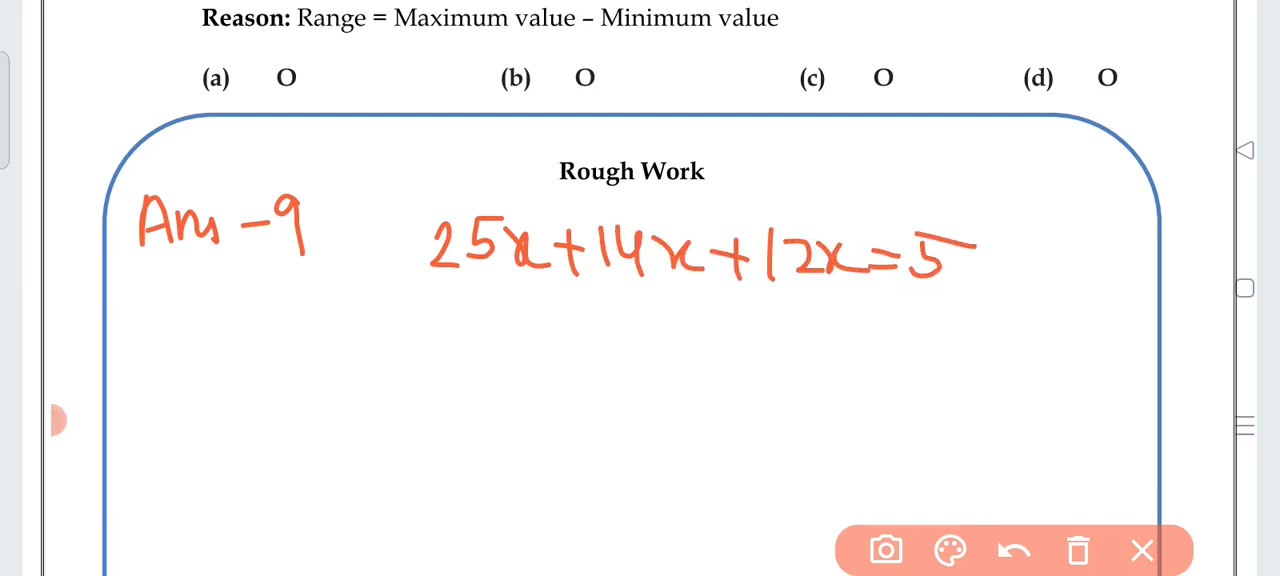 Reason: Range = Maximum value – Minimum value
(a) O (b) O (c) O (d) O
Rough Work
Ans - 9 25x+14x+12x=5